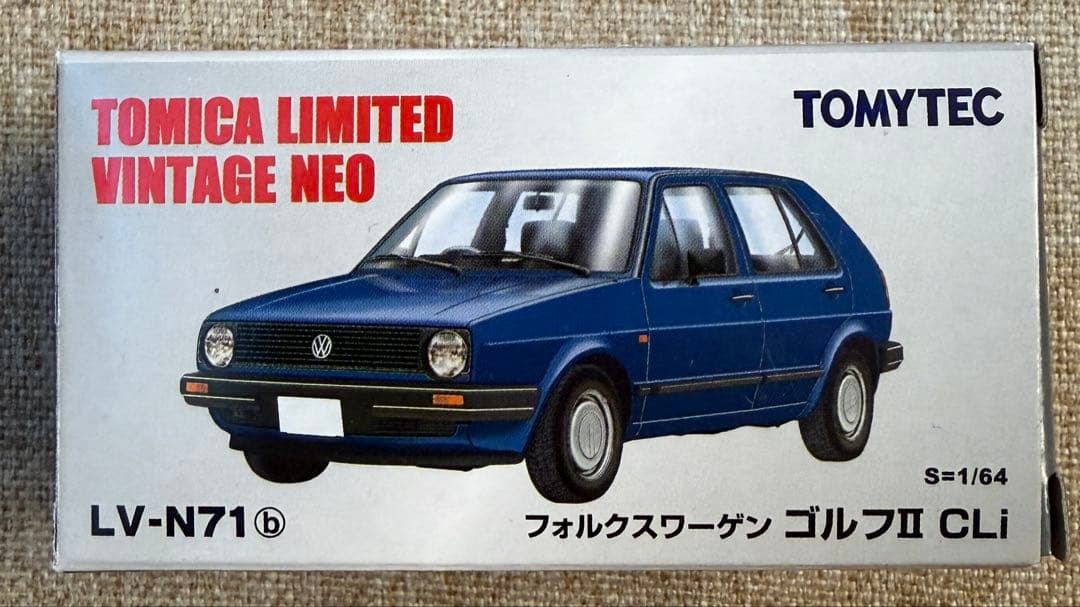 TOMICA LIMITED
VINTAGE NEO
TOMYTEC
S=1/64
LV-N71ⓑ
フォルクスワーゲン ゴルフII CLi